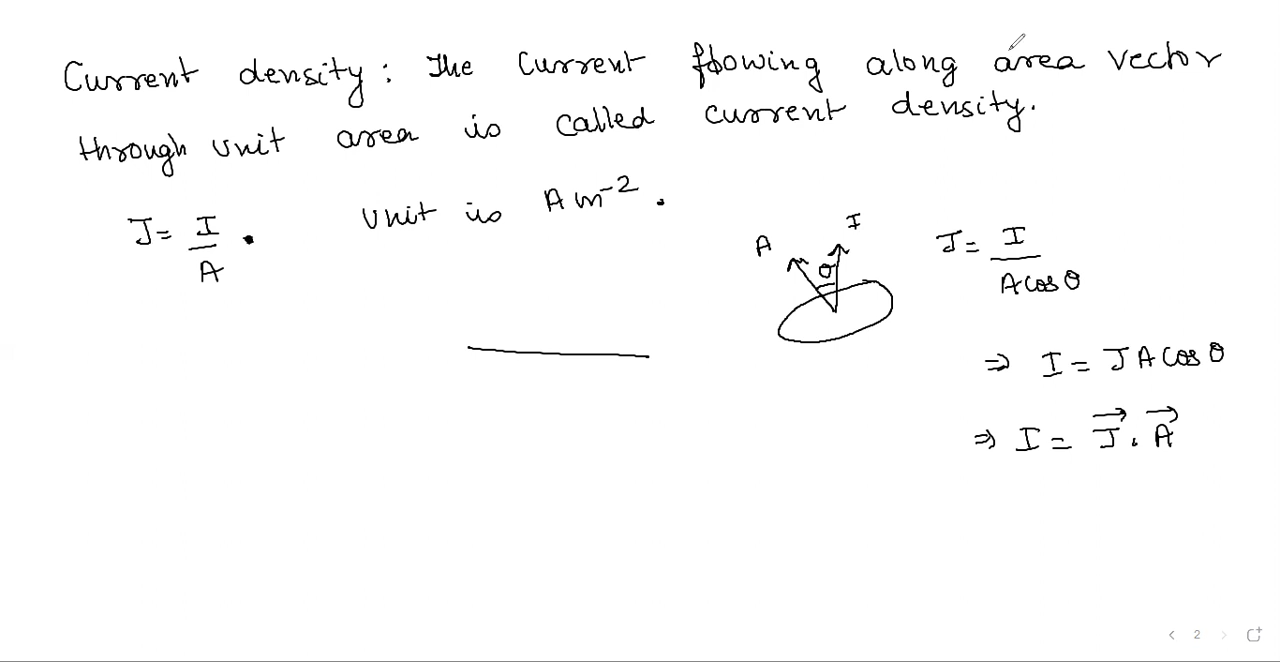 Current density: The current flowing along area vector
through unit area is called current density.
J = I/A. Unit is A m⁻².
A θ I
J = I/(A cos θ)
⇒ I = J A cos θ
⇒ I = J⃗ . A⃗
2